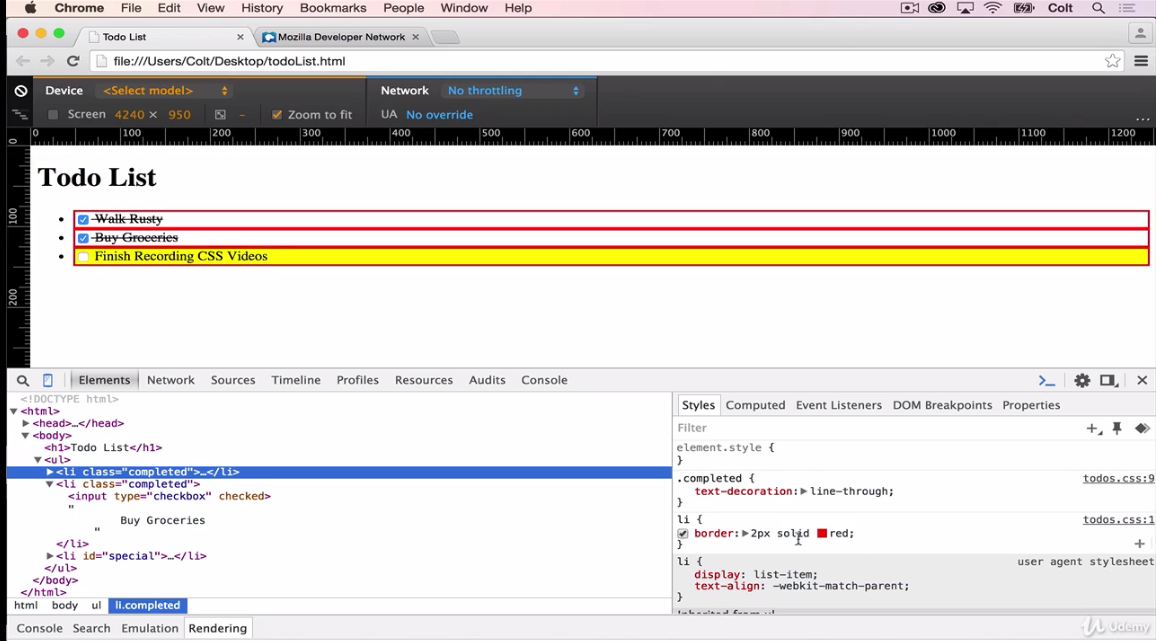 Chrome File Edit View History Bookmarks People Window Help Colt
Todo List × Mozilla Developer Network ×
file:///Users/Colt/Desktop/todoList.html
Device <Select model> Network No throttling
Screen 4240 × 950 – Zoom to fit UA No override ...
0 100 200 300 400 500 600 700 800 900 1000 1100 1200
0
100
200
Todo List
• Walk Rusty
• Buy Groceries
• Finish Recording CSS Videos
Elements Network Sources Timeline Profiles Resources Audits Console
<!DOCTYPE html>
<html>
<head>…</head>
<body>
<h1>Todo List</h1>
<ul>
<li class="completed">…</li>
<li class="completed">
<input type="checkbox" checked>
"
Buy Groceries
"
</li>
<li id="special">…</li>
</ul>
</body>
</html>
html body ul li.completed
Styles Computed Event Listeners DOM Breakpoints Properties
Filter
element.style {
}
.completed { todos.css:9
text-decoration: line-through;
}
li { todos.css:1
border: 2px solid red;
}
li { user agent stylesheet
display: list-item;
text-align: -webkit-match-parent;
}
Inherited from ul
Console Search Emulation Rendering
Udemy